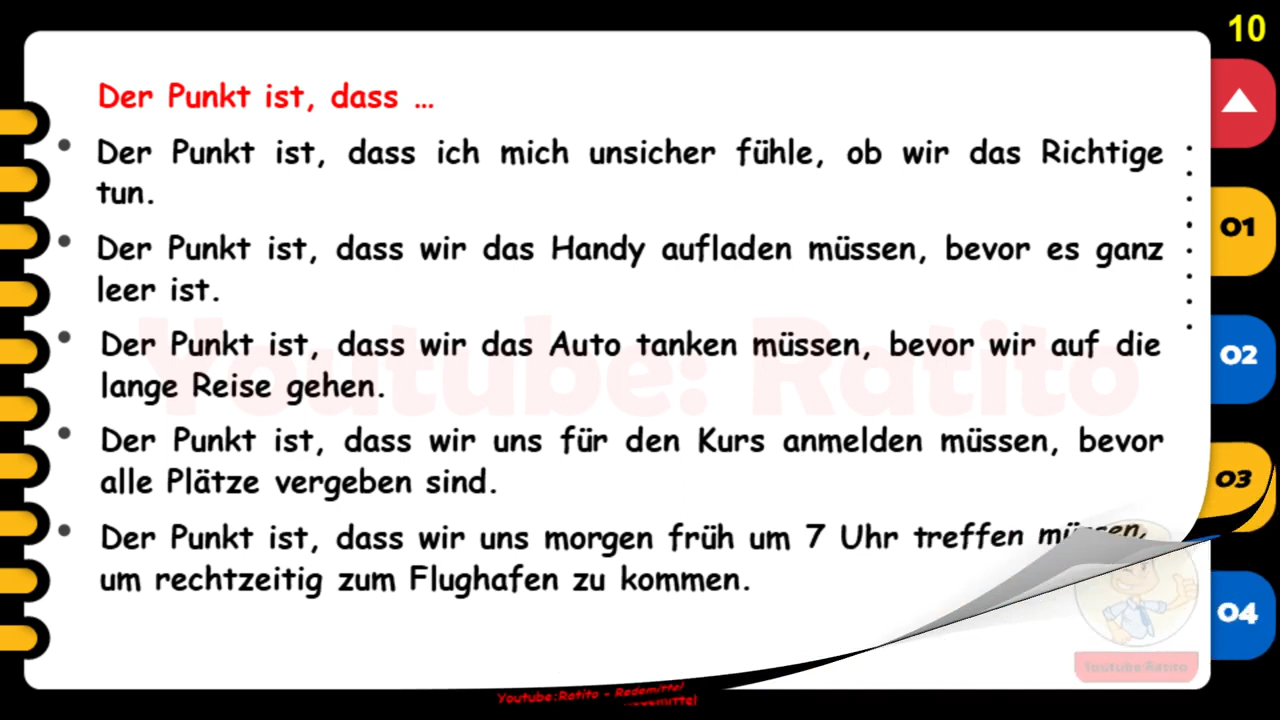 10
Der Punkt ist, dass ...
Der Punkt ist, dass ich mich unsicher fühle, ob wir das Richtige
tun.
Der Punkt ist, dass wir das Handy aufladen müssen, bevor es ganz
leer ist.
Der Punkt ist, dass wir das Auto tanken müssen, bevor wir auf die
lange Reise gehen.
Der Punkt ist, dass wir uns für den Kurs anmelden müssen, bevor
alle Plätze vergeben sind.
Der Punkt ist, dass wir uns morgen früh um 7 Uhr treffen müssen,
um rechtzeitig zum Flughafen zu kommen.
01
02
03
04
Youtube: Ratito
Youtube:Ratito
Youtube:Ratito - Redemittel